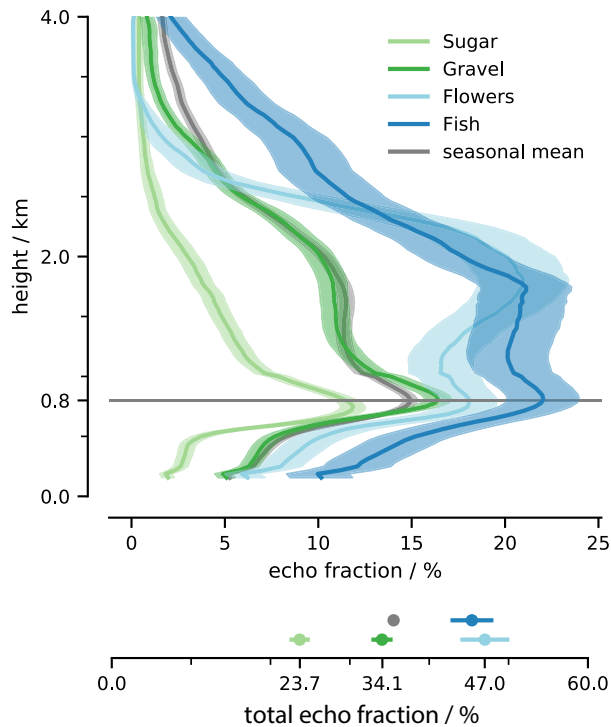 4.0
Sugar
Gravel
Flowers
Fish
seasonal mean
height / km
2.0
0.8
0.0
0 5 10 15 20 25
echo fraction / %
0.0 23.7 34.1 47.0 60.0
total echo fraction / %